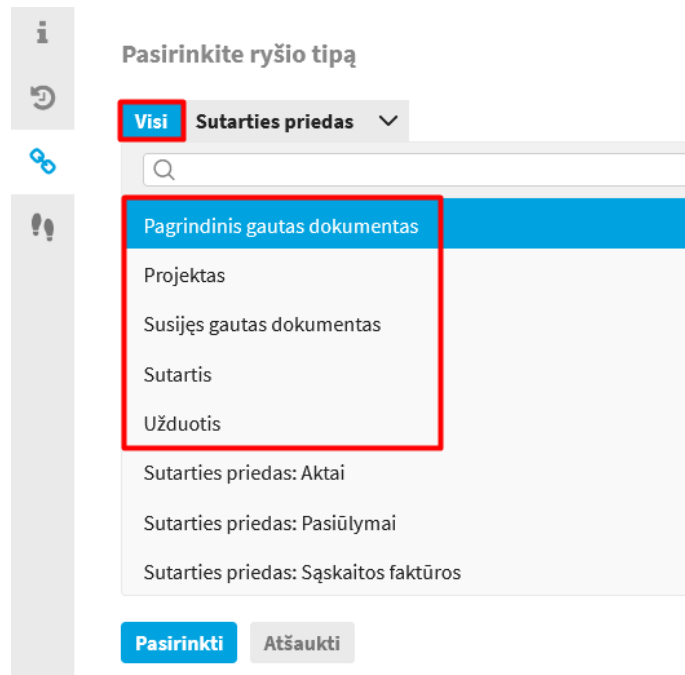 Pasirinkite ryšio tipą
Visi Sutarties priedas
Pagrindinis gautas dokumentas
Projektas
Susijęs gautas dokumentas
Sutartis
Užduotis
Sutarties priedas: Aktai
Sutarties priedas: Pasiūlymai
Sutarties priedas: Sąskaitos faktūros
Pasirinkti Atšaukti